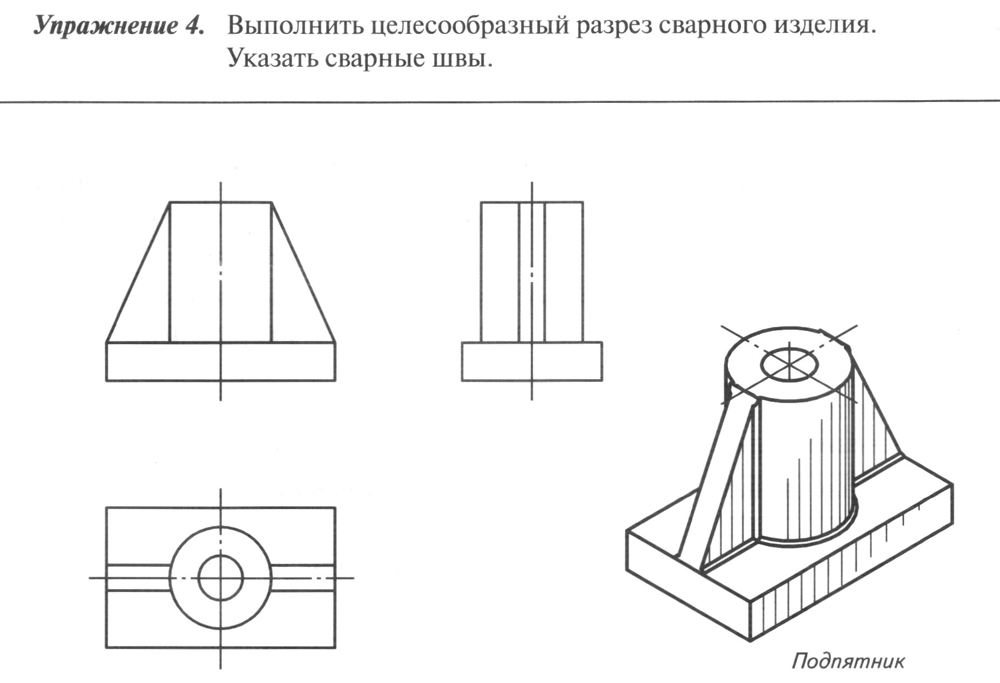 Упражнение 4. Выполнить целесообразный разрез сварного изделия.
Указать сварные швы.
Подпятник